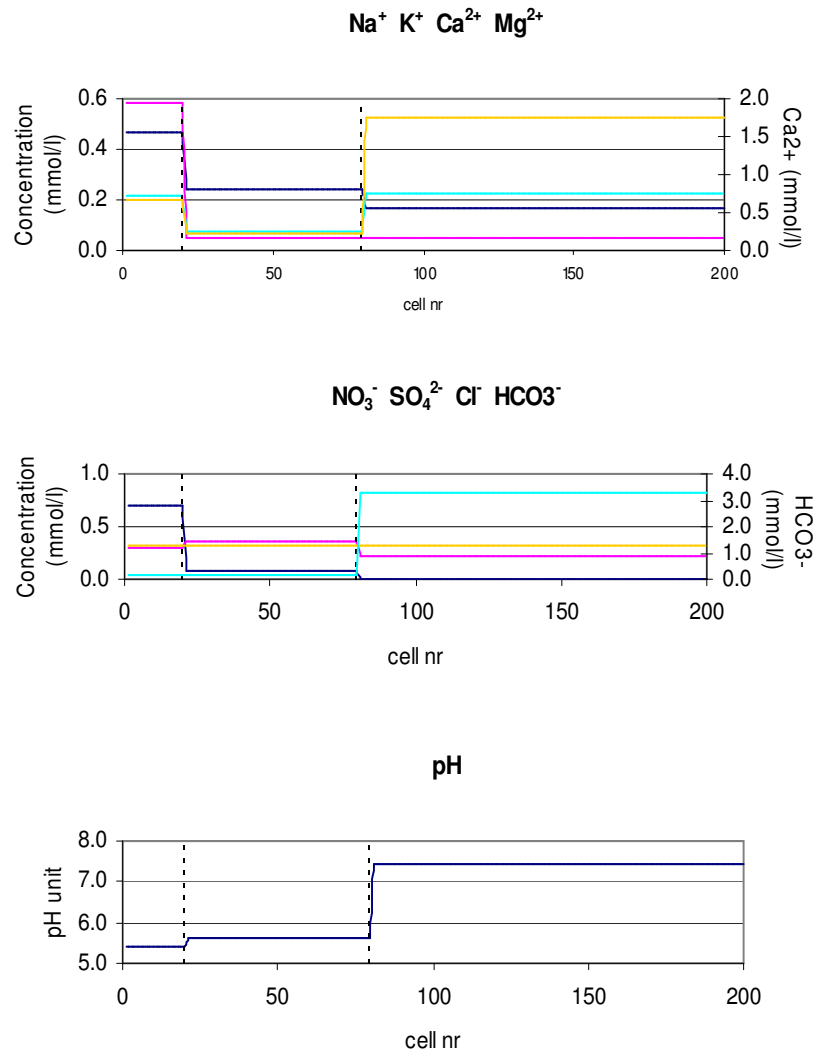 Na⁺ K⁺ Ca²⁺ Mg²⁺
Concentration
(mmol/l)
0.6
0.4
0.2
0.0
2.0
1.5
1.0
0.5
0.0
Ca2+ (mmol/l)
0 50 100 150 200
cell nr
NO₃⁻ SO₄²⁻ Cl⁻ HCO3⁻
Concentration
(mmol/l)
1.0
0.5
0.0
4.0
3.0
2.0
1.0
0.0
HCO3-
(mmol/l)
0 50 100 150 200
cell nr
pH
pH unit
8.0
7.0
6.0
5.0
0 50 100 150 200
cell nr